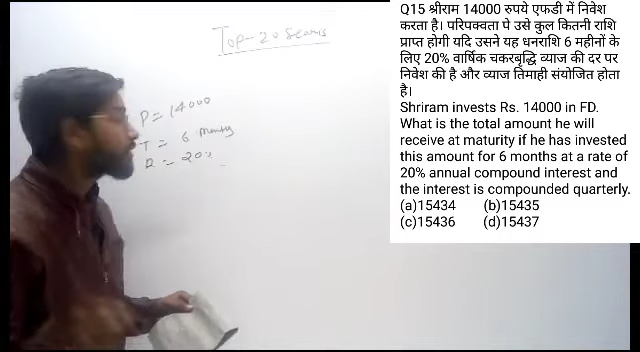 Top-20 Sums
P = 14000
T = 6 months
R = 20%
Q15 श्रीराम 14000 रुपये एफडी में निवेश
करता है। परिपक्वता पे उसे कुल कितनी राशि
प्राप्त होगी यदि उसने यह धनराशि 6 महीनों के
लिए 20% वार्षिक चकरबृद्धि व्याज की दर पर
निवेश की है और व्याज तिमाही संयोजित होता
है।
Shriram invests Rs. 14000 in FD.
What is the total amount he will
receive at maturity if he has invested
this amount for 6 months at a rate of
20% annual compound interest and
the interest is compounded quarterly.
(a)15434 (b)15435
(c)15436 (d)15437